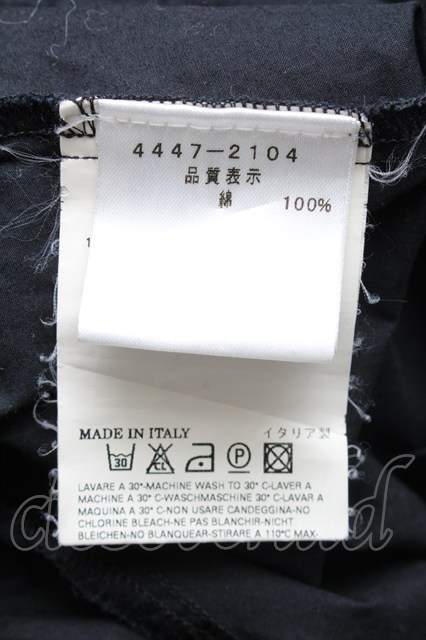 4447-2104
品質表示
綿 100%
MADE IN ITALY イタリア製
30 CL P
LAVARE A 30°-MACHINE WASH TO 30° C-LAVER A
MACHINE A 30° C-WASCHMASCHINE 30° C-LAVAR A
MAQUINA A 30° C-NON USARE CANDEGGINA-NO
CHLORINE BLEACH-NE PAS BLANCHIR-NICHT
BLEICHEN-NO BLANQUEAR-STIRARE A 110°C MAX-